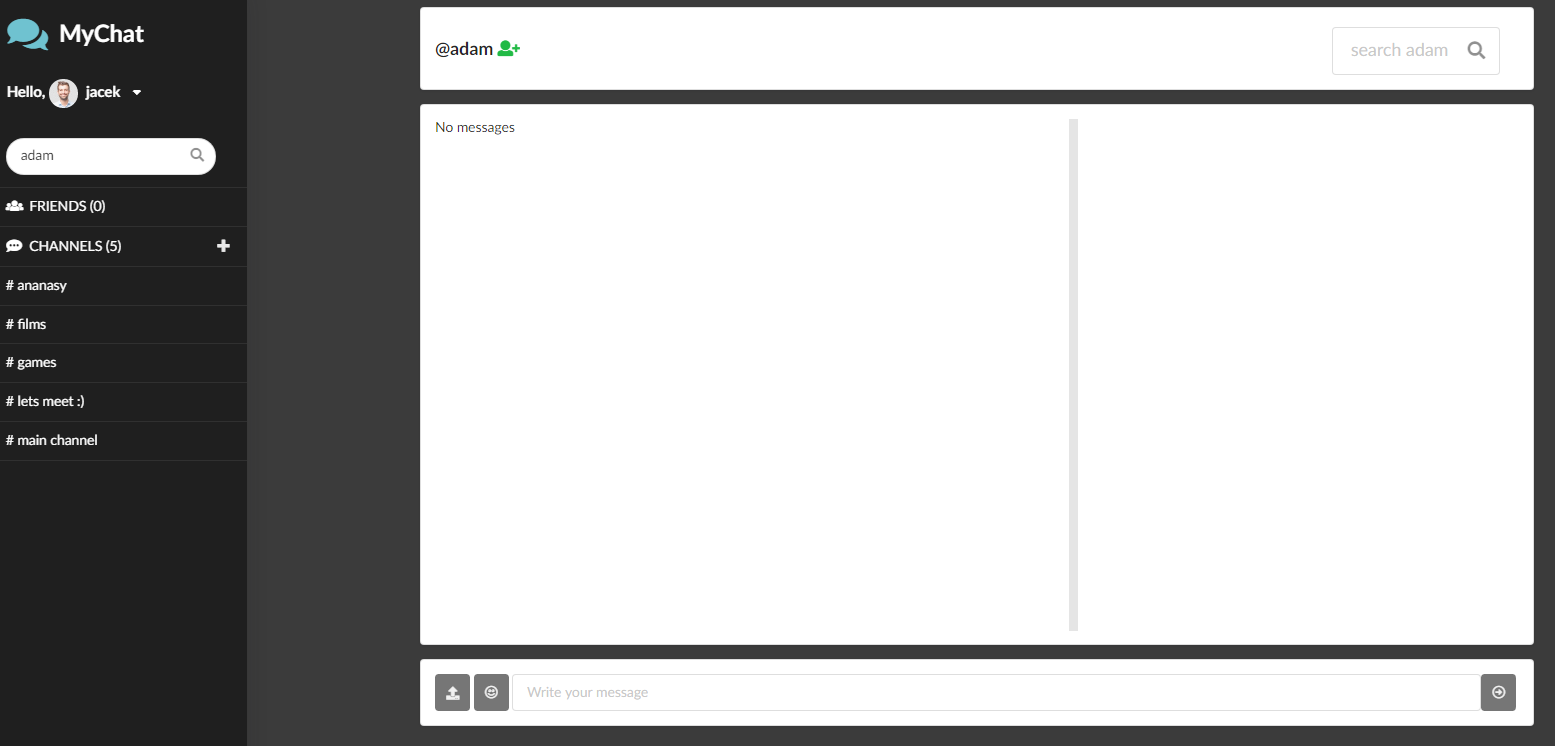 MyChat
Hello, jacek
adam
FRIENDS (0)
CHANNELS (5)
# ananasy
# films
# games
# lets meet :)
# main channel
@adam
search adam
No messages
Write your message